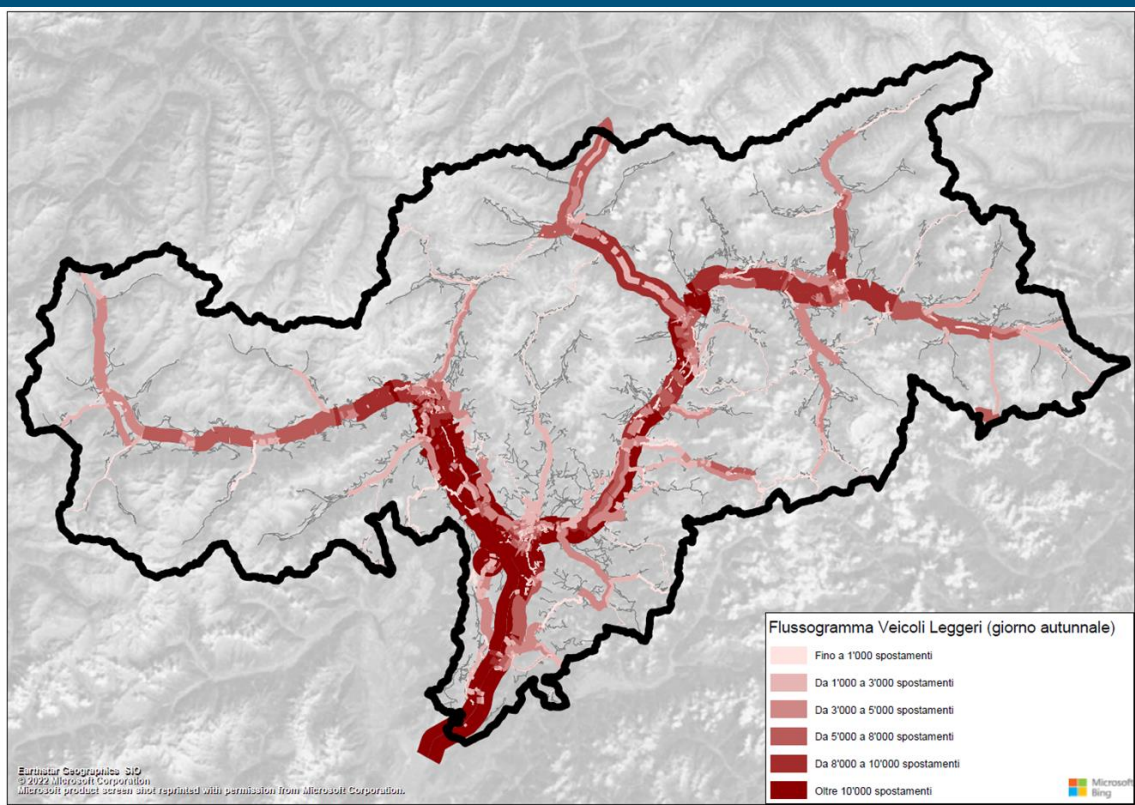 Flussogramma Veicoli Leggeri (giorno autunnale)
Fino a 1'000 spostamenti
Da 1'000 a 3'000 spostamenti
Da 3'000 a 5'000 spostamenti
Da 5'000 a 8'000 spostamenti
Da 8'000 a 10'000 spostamenti
Oltre 10'000 spostamenti
Earthstar Geographics SIO
© 2022 Microsoft Corporation
Microsoft product screen shot reprinted with permission from Microsoft Corporation.
Microsoft
Bing